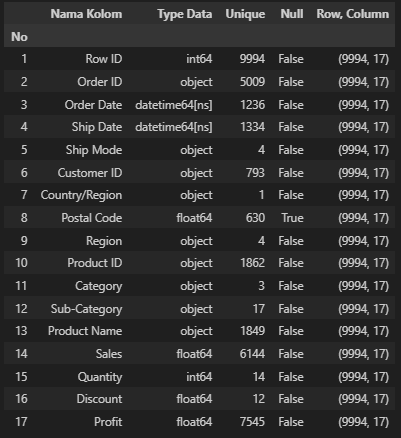 Nama Kolom Type Data Unique Null Row, Column
No
1 Row ID int64 9994 False (9994, 17)
2 Order ID object 5009 False (9994, 17)
3 Order Date datetime64[ns] 1236 False (9994, 17)
4 Ship Date datetime64[ns] 1334 False (9994, 17)
5 Ship Mode object 4 False (9994, 17)
6 Customer ID object 793 False (9994, 17)
7 Country/Region object 1 False (9994, 17)
8 Postal Code float64 630 True (9994, 17)
9 Region object 4 False (9994, 17)
10 Product ID object 1862 False (9994, 17)
11 Category object 3 False (9994, 17)
12 Sub-Category object 17 False (9994, 17)
13 Product Name object 1849 False (9994, 17)
14 Sales float64 6144 False (9994, 17)
15 Quantity int64 14 False (9994, 17)
16 Discount float64 12 False (9994, 17)
17 Profit float64 7545 False (9994, 17)